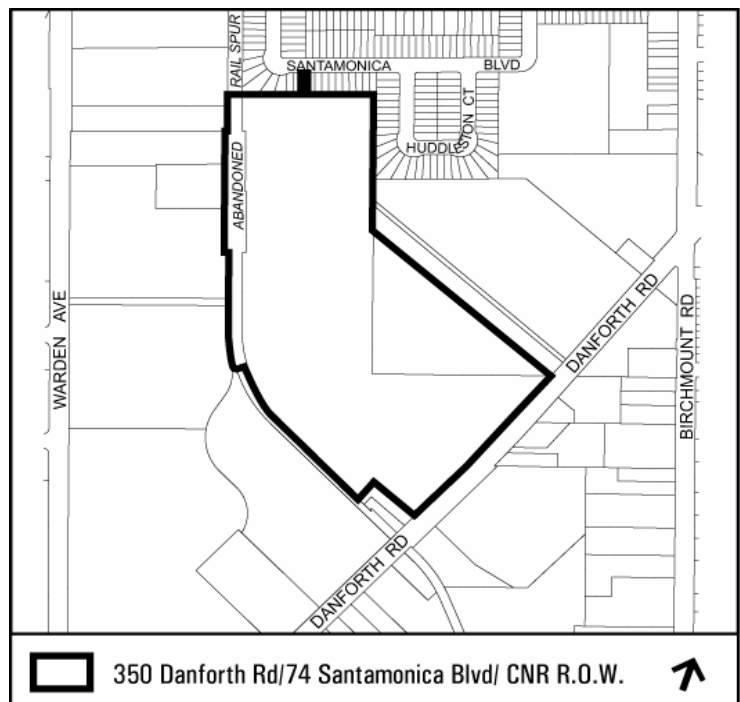 RAIL SPUR
SANTAMONICA BLVD
HUDDLESTON CT
ABANDONED
WARDEN AVE
DANFORTH RD
BIRCHMOUNT RD
DANFORTH RD
350 Danforth Rd/74 Santamonica Blvd/ CNR R.O.W.